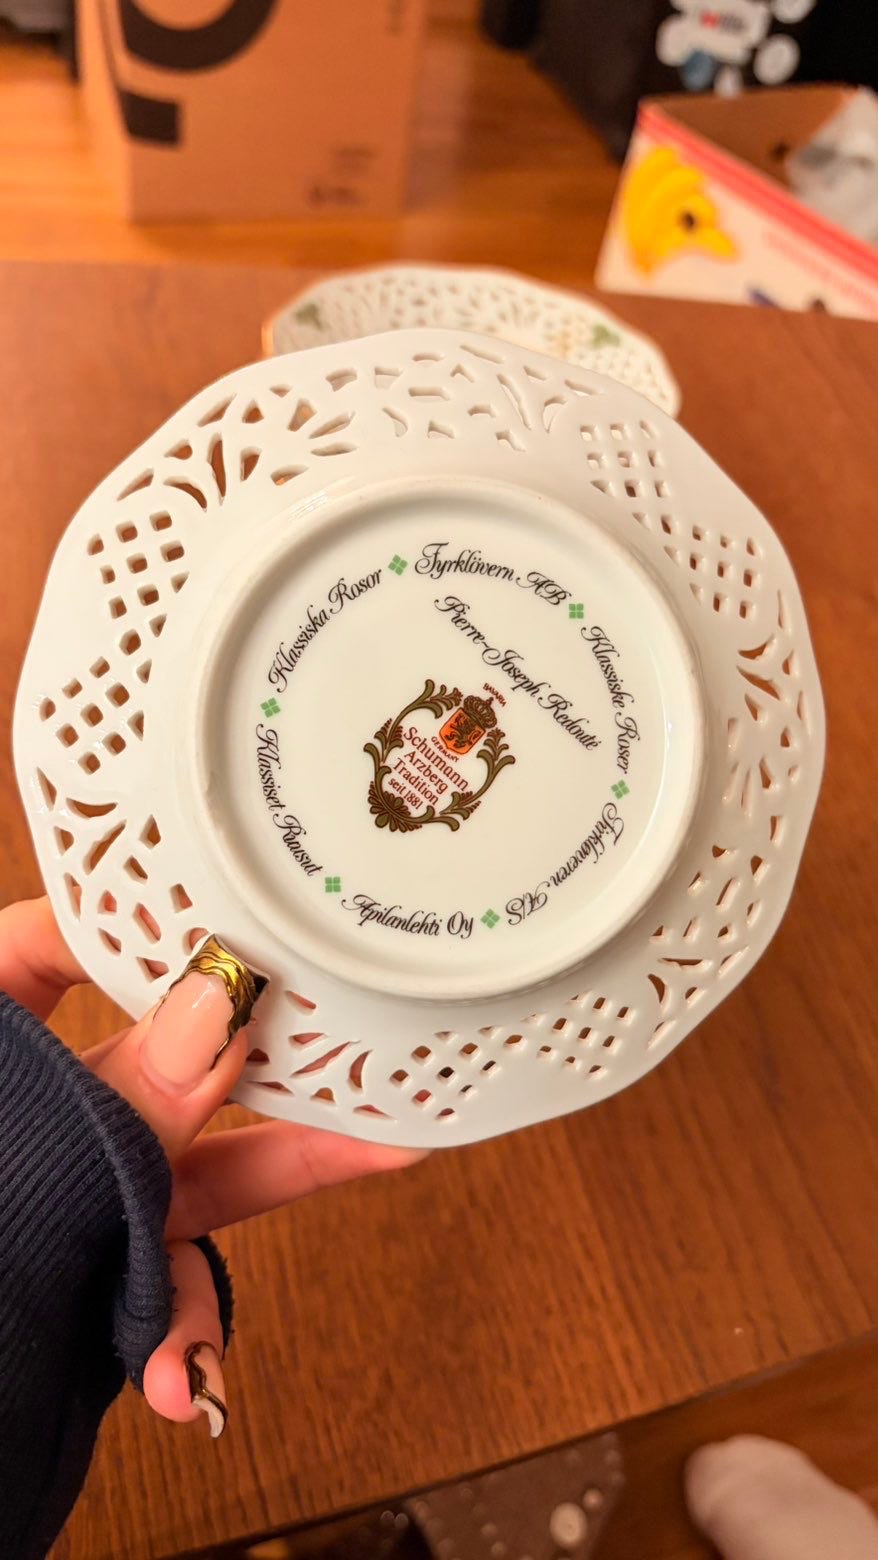 Fyrklövern AB
Klassiske Roser
Firkløveren A/S
Apilanlehti Oy
Klassiset Ruusut
Klassiska Rosor
Pierre-Joseph Redouté
BAVARIA
GERMANY
Schumann
Arzberg
Tradition
seit 1881